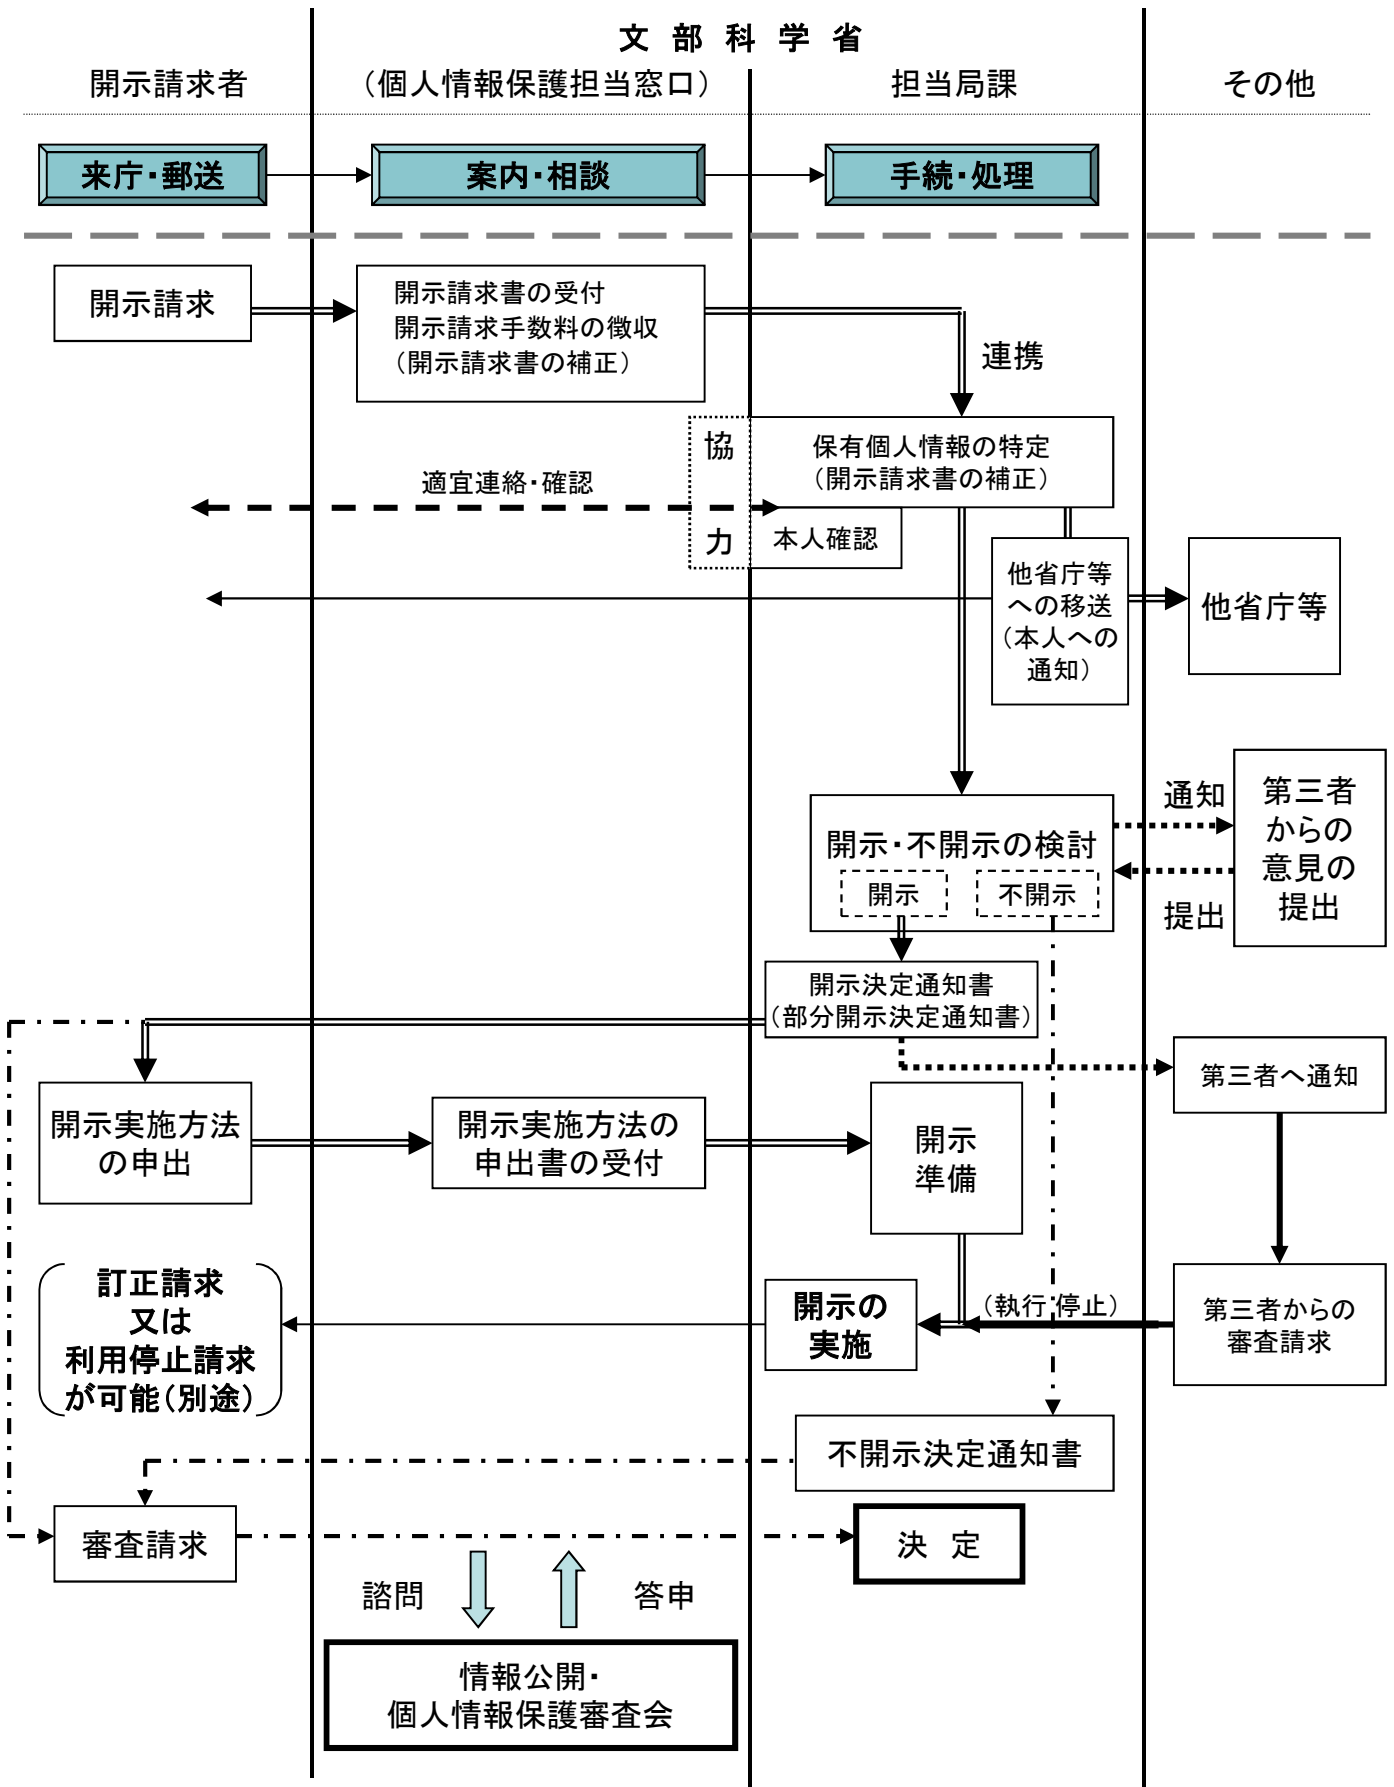 文 部 科 学 省
開示請求者
（個人情報保護担当窓口）
担当局課
その他
来庁・郵送
案内・相談
手続・処理
開示請求
開示請求書の受付
開示請求手数料の徴収
（開示請求書の補正）
連携
協
力
保有個人情報の特定
（開示請求書の補正）
適宜連絡・確認
本人確認
他省庁等
への移送
（本人への
通知）
他省庁等
開示・不開示の検討
開示
不開示
通知
提出
第三者
からの
意見の
提出
開示決定通知書
（部分開示決定通知書）
第三者へ通知
開示実施方法
の申出
開示実施方法の
申出書の受付
開示
準備
訂正請求
又は
利用停止請求
が可能（別途）
開示の
実施
（執行 停止）
第三者からの
審査請求
不開示決定通知書
審査請求
決 定
諮問
答申
情報公開・
個人情報保護審査会